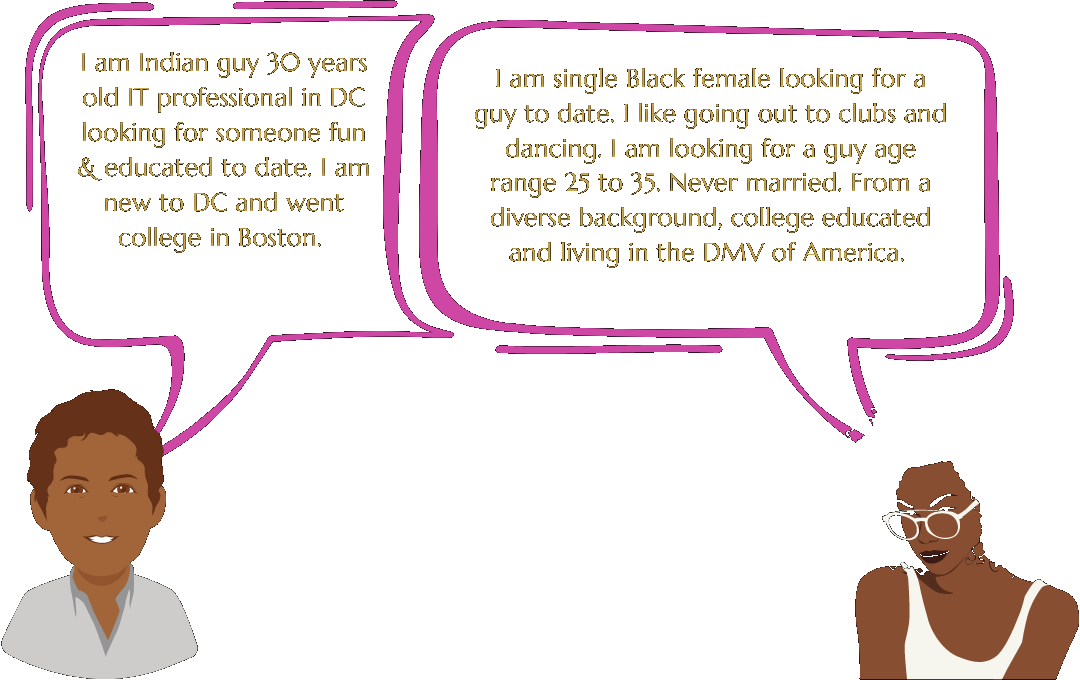 I am Indian guy 30 years
old IT professional in DC
looking for someone fun
& educated to date. I am
new to DC and went
college in Boston.
I am single Black female looking for a
guy to date. I like going out to clubs and
dancing. I am looking for a guy age
range 25 to 35. Never married. From a
diverse background, college educated
and living in the DMV of America.